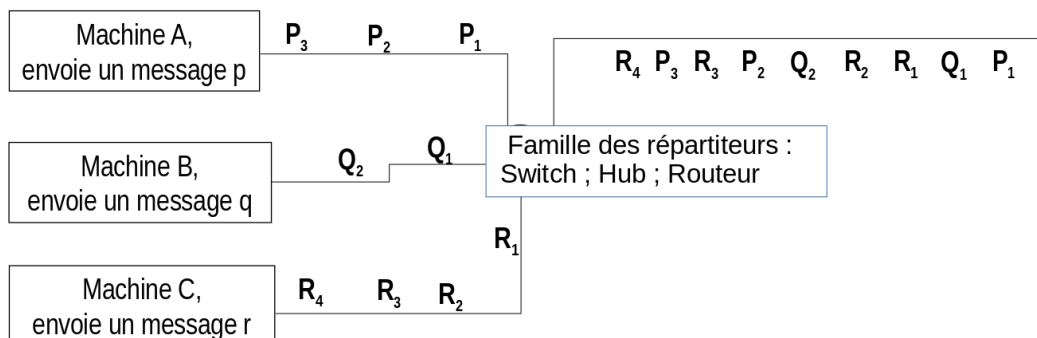 Machine A,
envoie un message p
P₃ P₂ P₁
R₄ P₃ R₃ P₂ Q₂ R₂ R₁ Q₁ P₁
Famille des répartiteurs :
Switch ; Hub ; Routeur
Machine B,
envoie un message q
Q₂ Q₁
R₁
Machine C,
envoie un message r
R₄ R₃ R₂